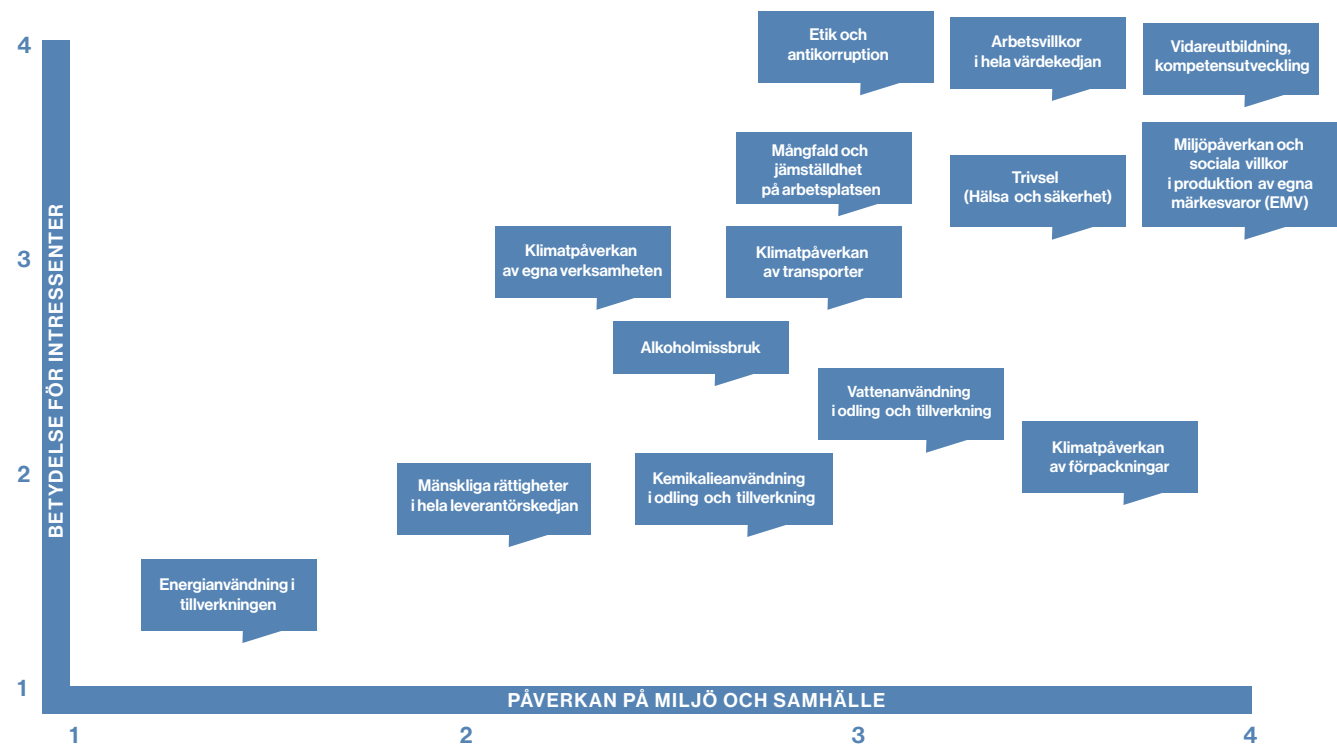 4
3
2
1
BETYDELSE FÖR INTRESSENTER
Etik och
antikorruption
Arbetsvillkor
i hela värdekedjan
Vidareutbildning,
kompetensutveckling
Mångfald och
jämställdhet
på arbetsplatsen
Trivsel
(Hälsa och säkerhet)
Miljöpåverkan och
sociala villkor
i produktion av egna
märkesvaror (EMV)
Klimatpåverkan
av egna verksamheten
Klimatpåverkan
av transporter
Alkoholmissbruk
Vattenanvändning
i odling och tillverkning
Klimatpåverkan
av förpackningar
Mänskliga rättigheter
i hela leverantörskedjan
Kemikalieanvändning
i odling och tillverkning
Energianvändning i
tillverkningen
PÅVERKAN PÅ MILJÖ OCH SAMHÄLLE
1
2
3
4